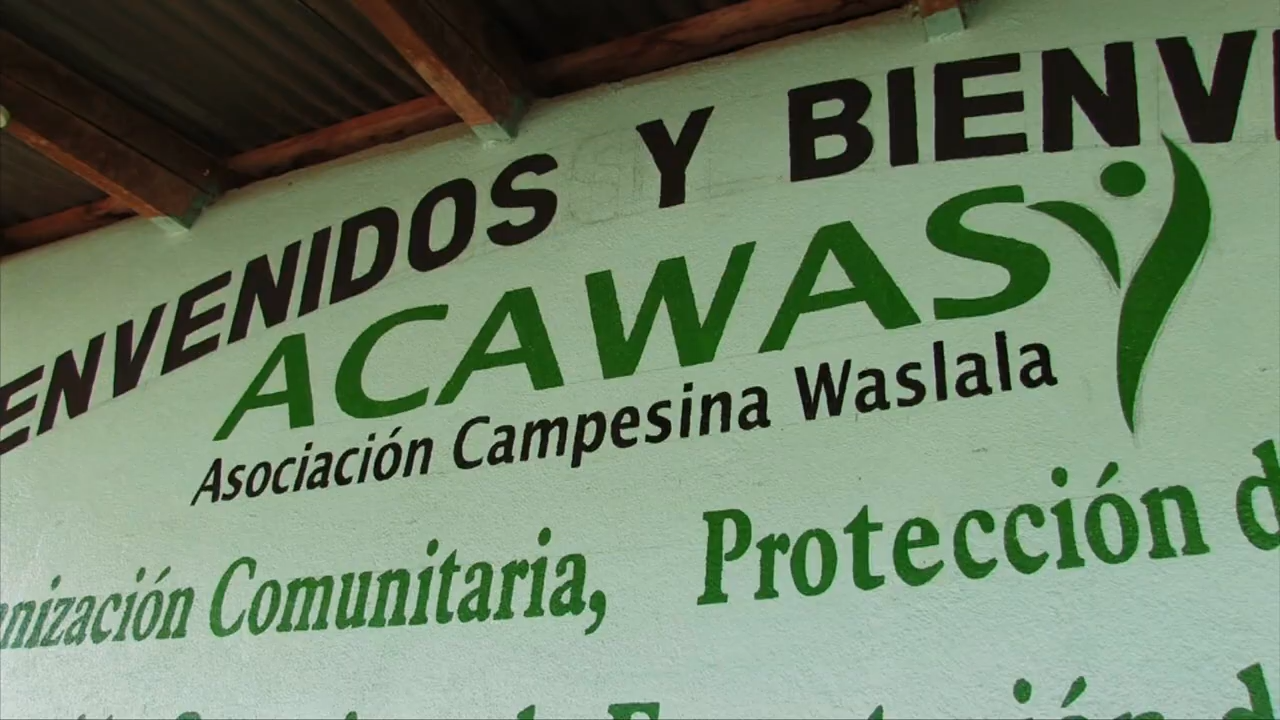 ENVENIDOS Y BIENV
ACAWAS
Asociación Campesina Waslala
nización Comunitaria, Protección d